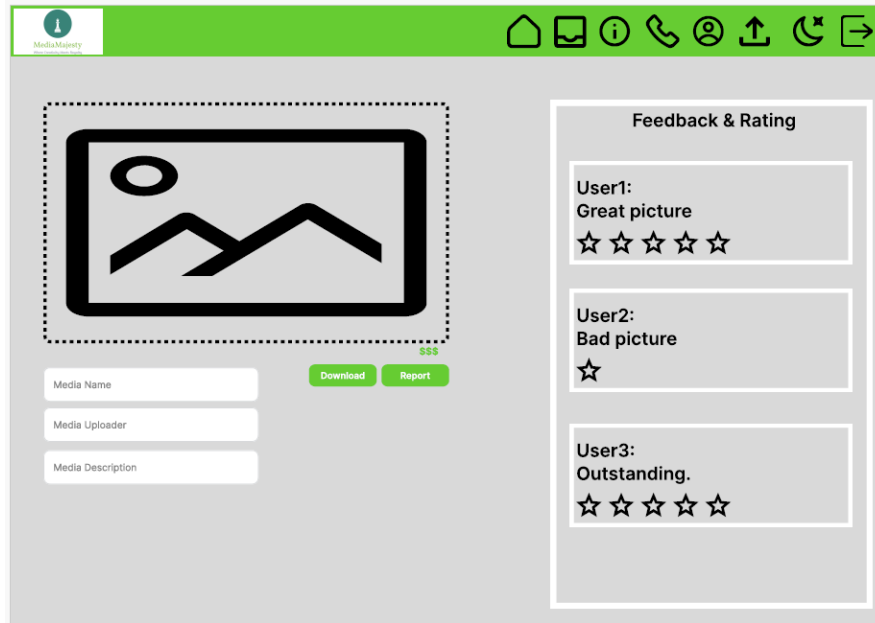 MediaMajesty
Feedback & Rating
User1:
Great picture
User2:
Bad picture
User3:
Outstanding.
$$$
Download
Report
Media Name
Media Uploader
Media Description